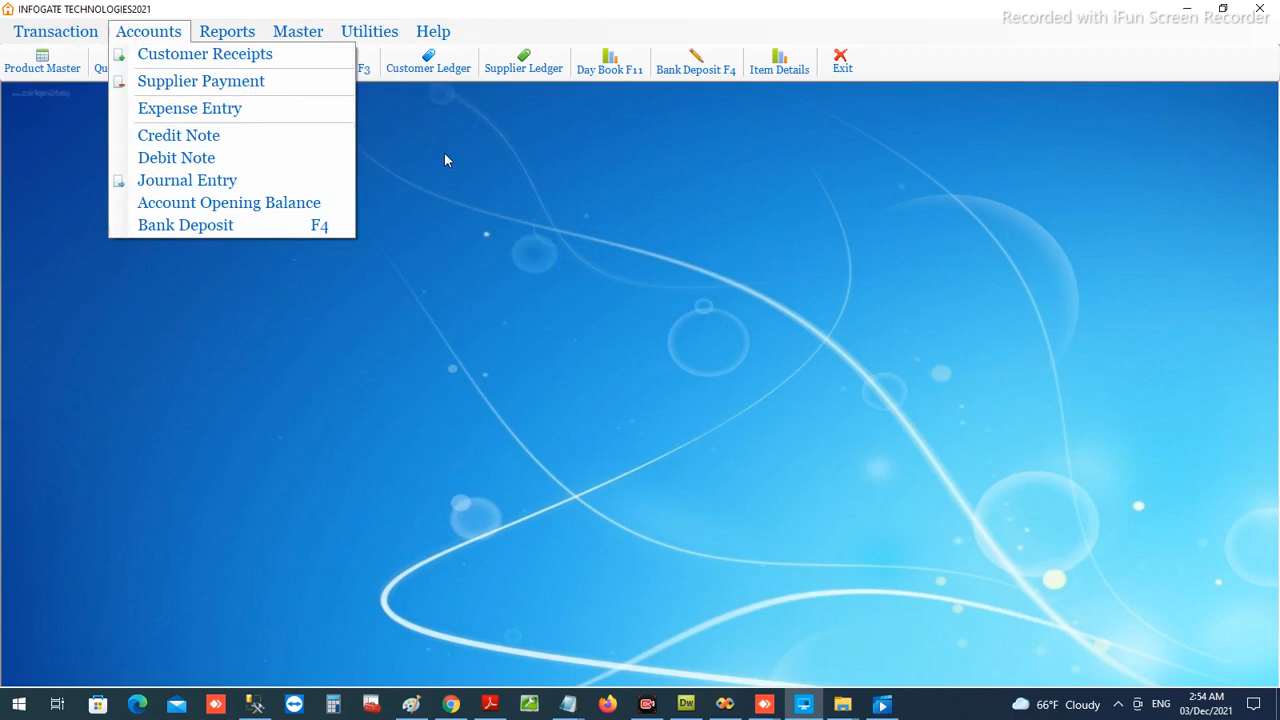 INFOGATE TECHNOLOGIES2021
Recorded with iFun Screen Recorder
Transaction Accounts Reports Master Utilities Help
Product Master Qu F3 Customer Ledger Supplier Ledger Day Book F11 Bank Deposit F4 Item Details Exit
Customer Receipts
Supplier Payment
Expense Entry
Credit Note
Debit Note
Journal Entry
Account Opening Balance
Bank Deposit F4
66°F Cloudy ENG 2:54 AM
03/Dec/2021
Dw